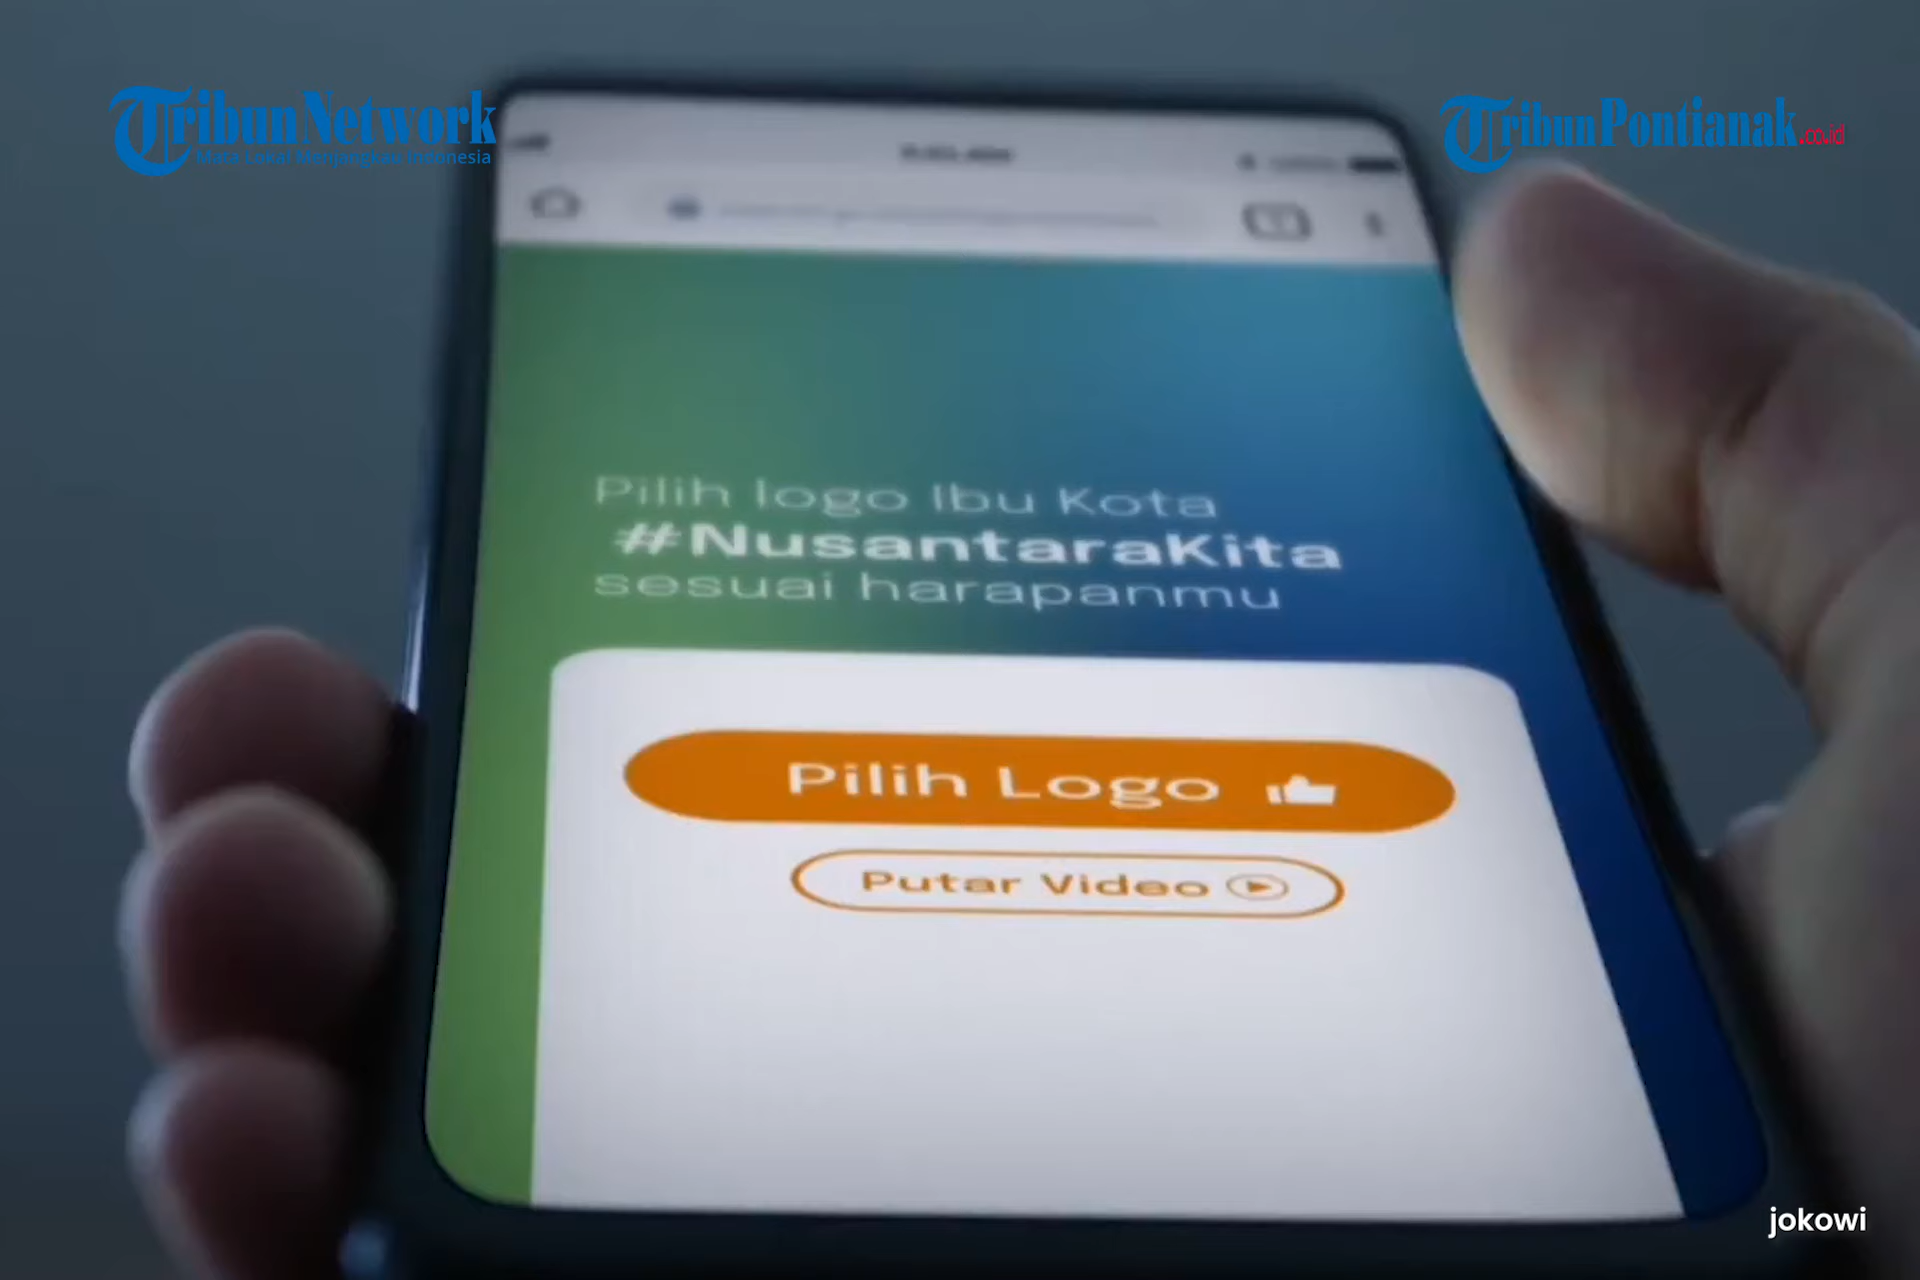 TribunNetwork
Mata Lokal Menjangkau Indonesia
TribunPontianak.co.id
Pilih logo Ibu Kota
#NusantaraKita
sesuai harapanmu
Pilih Logo
Putar Video
jokowi